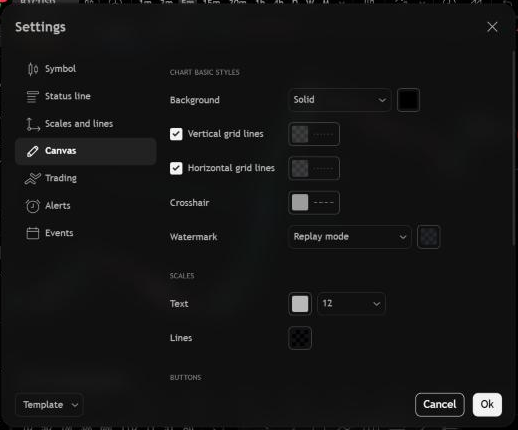 Settings
Symbol
Status line
Scales and lines
Canvas
Trading
Alerts
Events
CHART BASIC STYLES
Background Solid
Vertical grid lines
Horizontal grid lines
Crosshair
Watermark Replay mode
SCALES
Text 12
Lines
BUTTONS
Template
Cancel Ok